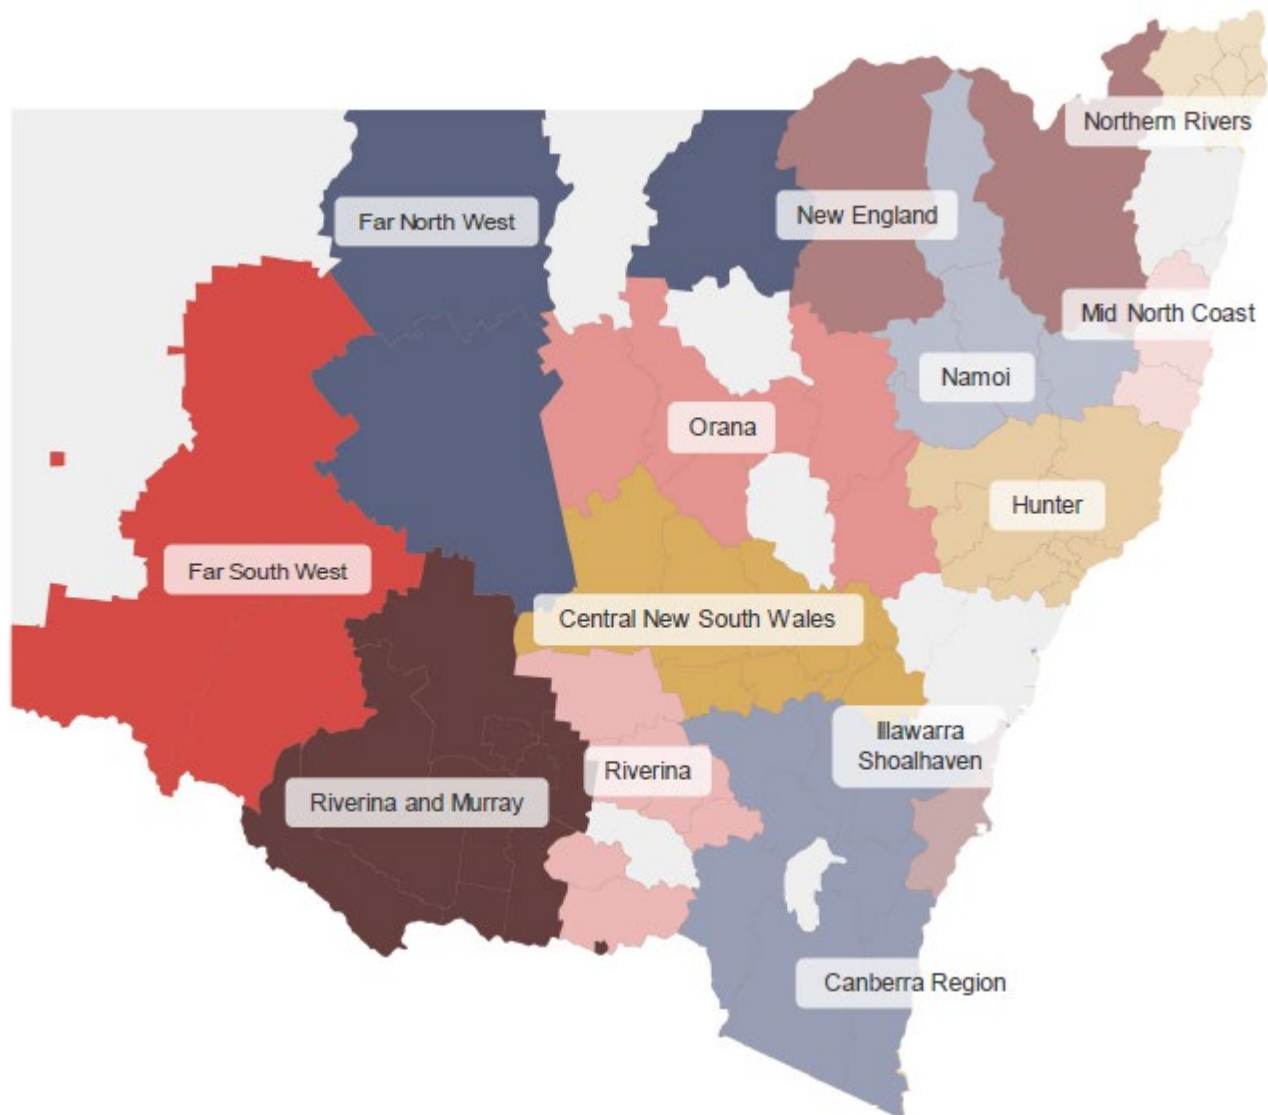 Northern Rivers
Far North West
New England
Mid North Coast
Namoi
Orana
Hunter
Far South West
Central New South Wales
Illawarra
Shoalhaven
Riverina
Riverina and Murray
Canberra Region